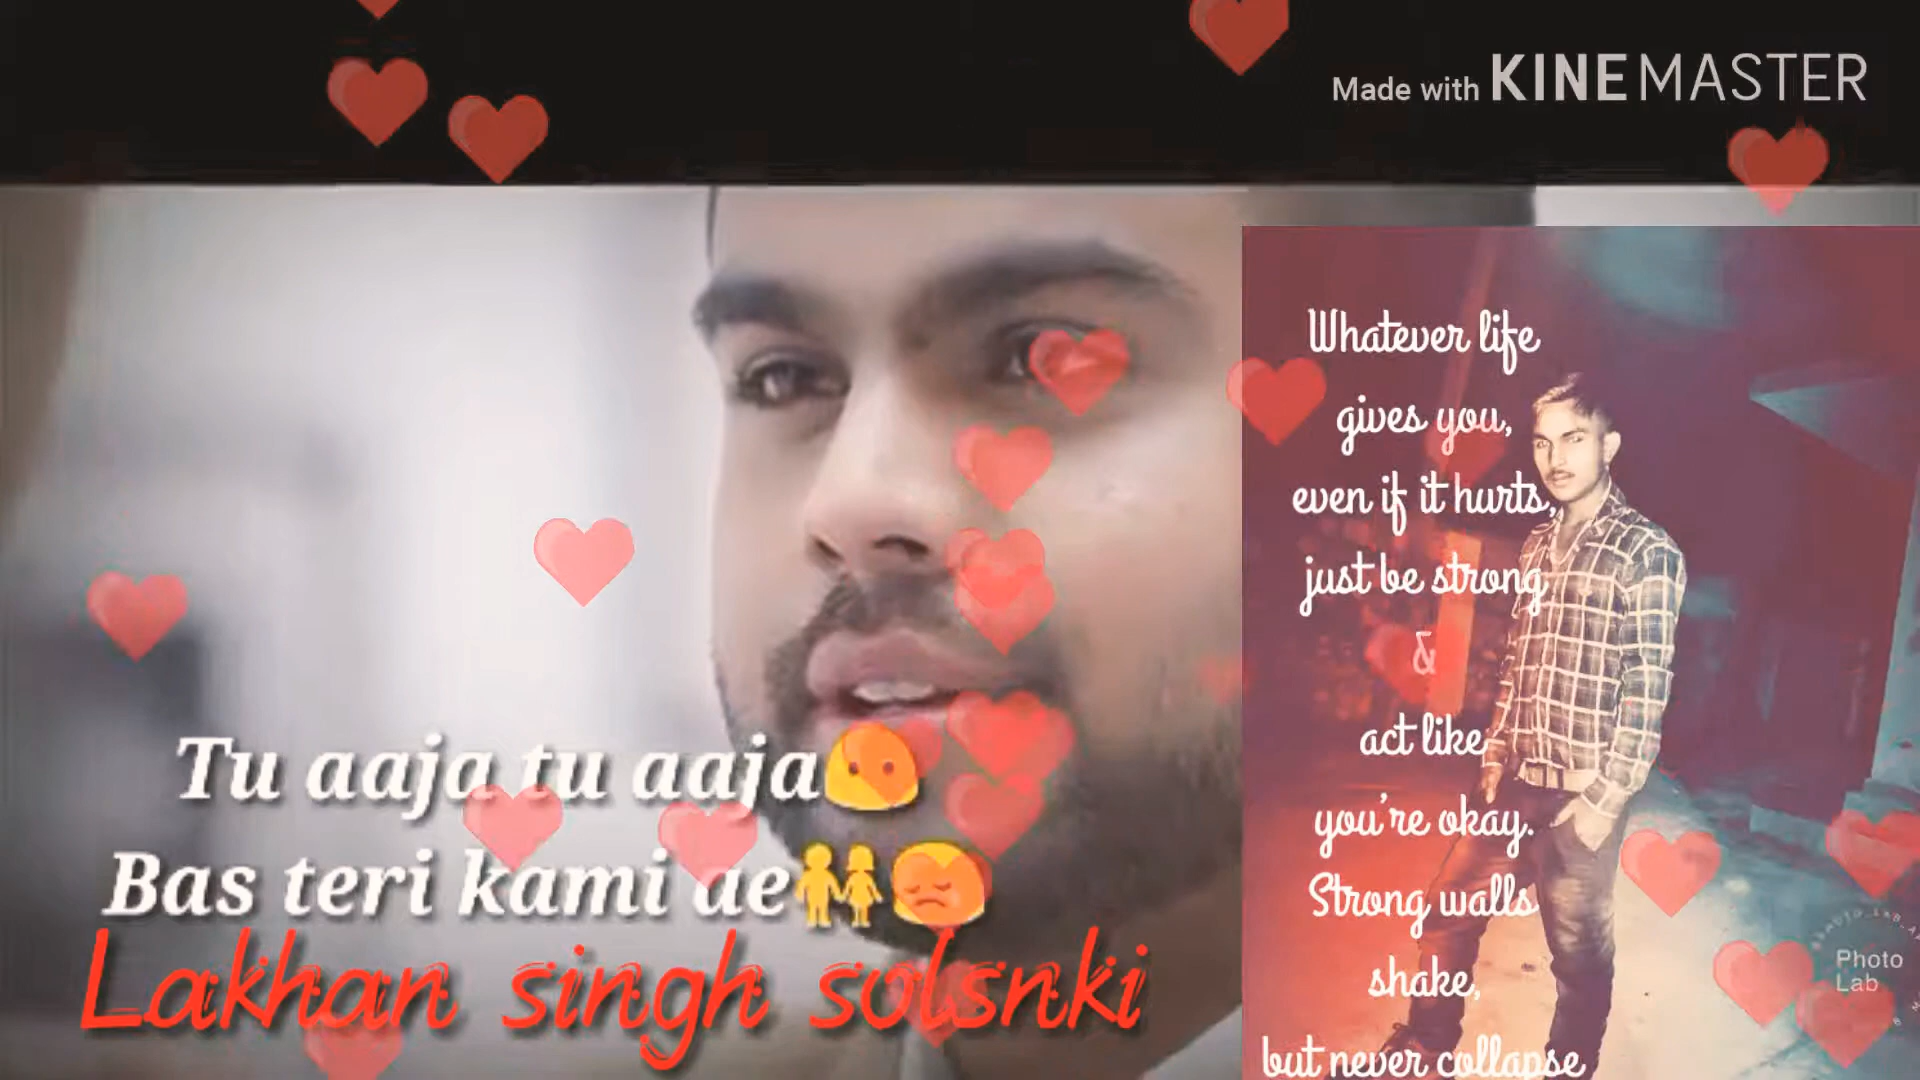 Made with KINEMASTER
Whatever life
gives you,
even if it hurts,
just be strong
&
act like
you're okay.
Strong walls
shake,
but never collapse
Tu aaja tu aaja
Bas teri kami ae
Lakhan singh solsnki
Photo
Lab